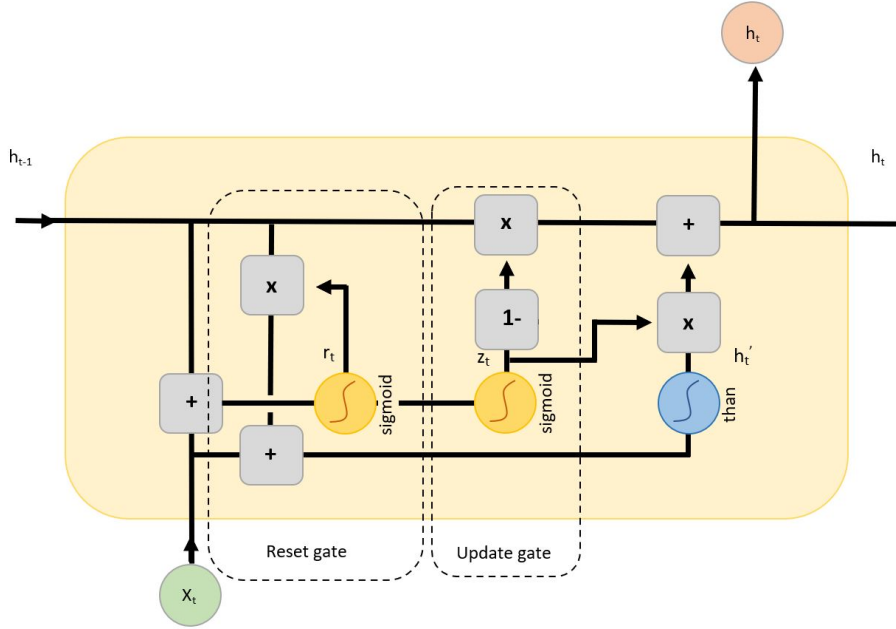 hₜ
hₜ₋₁
hₜ
x
+
x
1-
x
rₜ
zₜ
hₜ′
+
sigmoid
sigmoid
than
+
Reset gate
Update gate
Xₜ